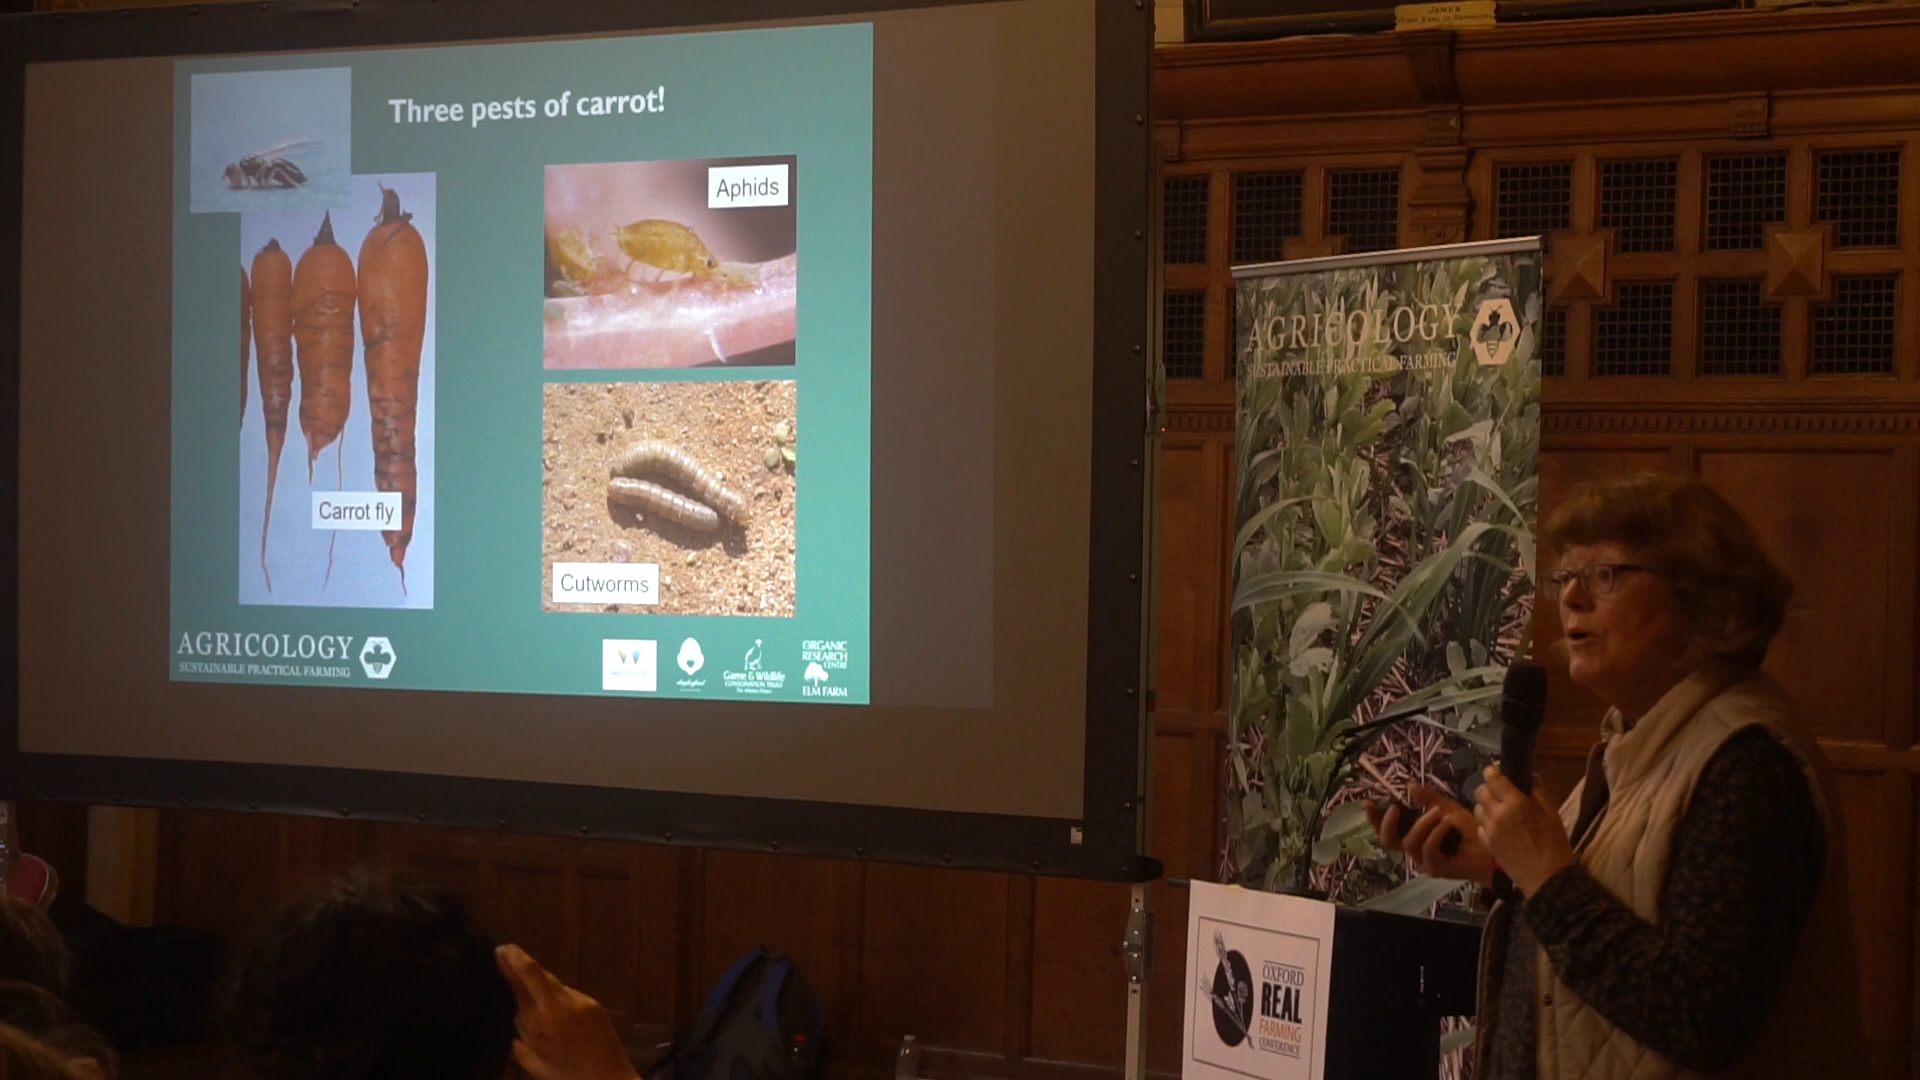 JAMES
Three pests of carrot!
Aphids
Carrot fly
Cutworms
AGRICOLOGY
SUSTAINABLE PRACTICAL FARMING
Game & Wildlife
CONSERVATION TRUST
ORGANIC
RESEARCH
CENTRE
ELM FARM
AGRICOLOGY
SUSTAINABLE PRACTICAL FARMING
OXFORD
REAL
FARMING
CONFERENCE